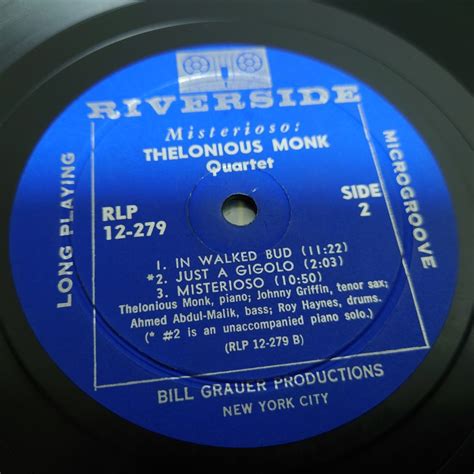 RIVERSIDE
Misterioso:
THELONIOUS MONK
Quartet
LONG PLAYING
MICROGROOVE
RLP
12-279
SIDE
2
1. IN WALKED BUD (11:22)
*2. JUST A GIGOLO (2:03)
3. MISTERIOSO (10:50)
Thelonious Monk, piano; Johnny Griffin, tenor sax;
Ahmed Abdul-Malik, bass; Roy Haynes, drums.
(* #2 is an unaccompanied piano solo.)
(RLP 12-279 B)
BILL GRAUER PRODUCTIONS
NEW YORK CITY